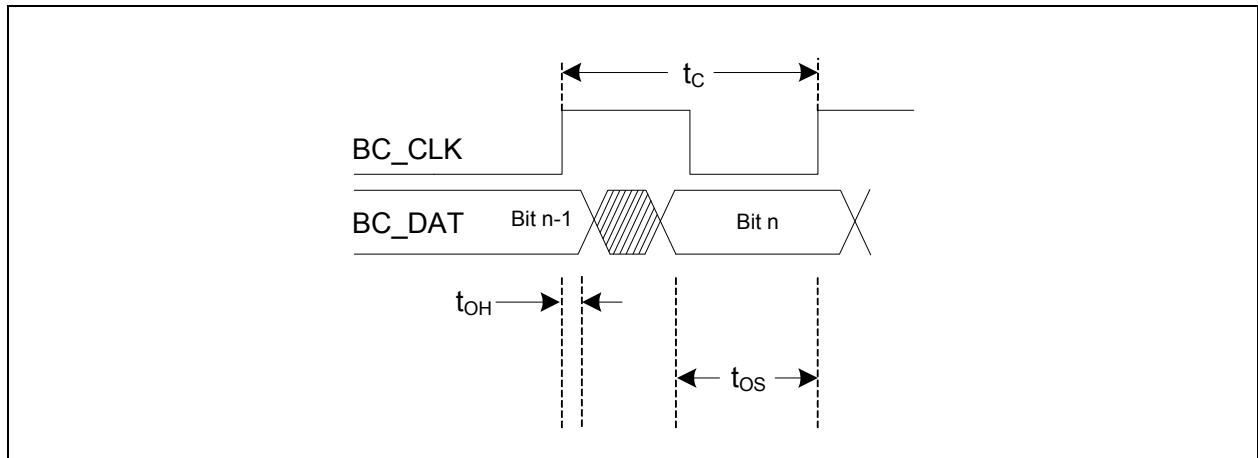 tC
BC_CLK
BC_DAT
Bit n-1
Bit n
tOH
tOS